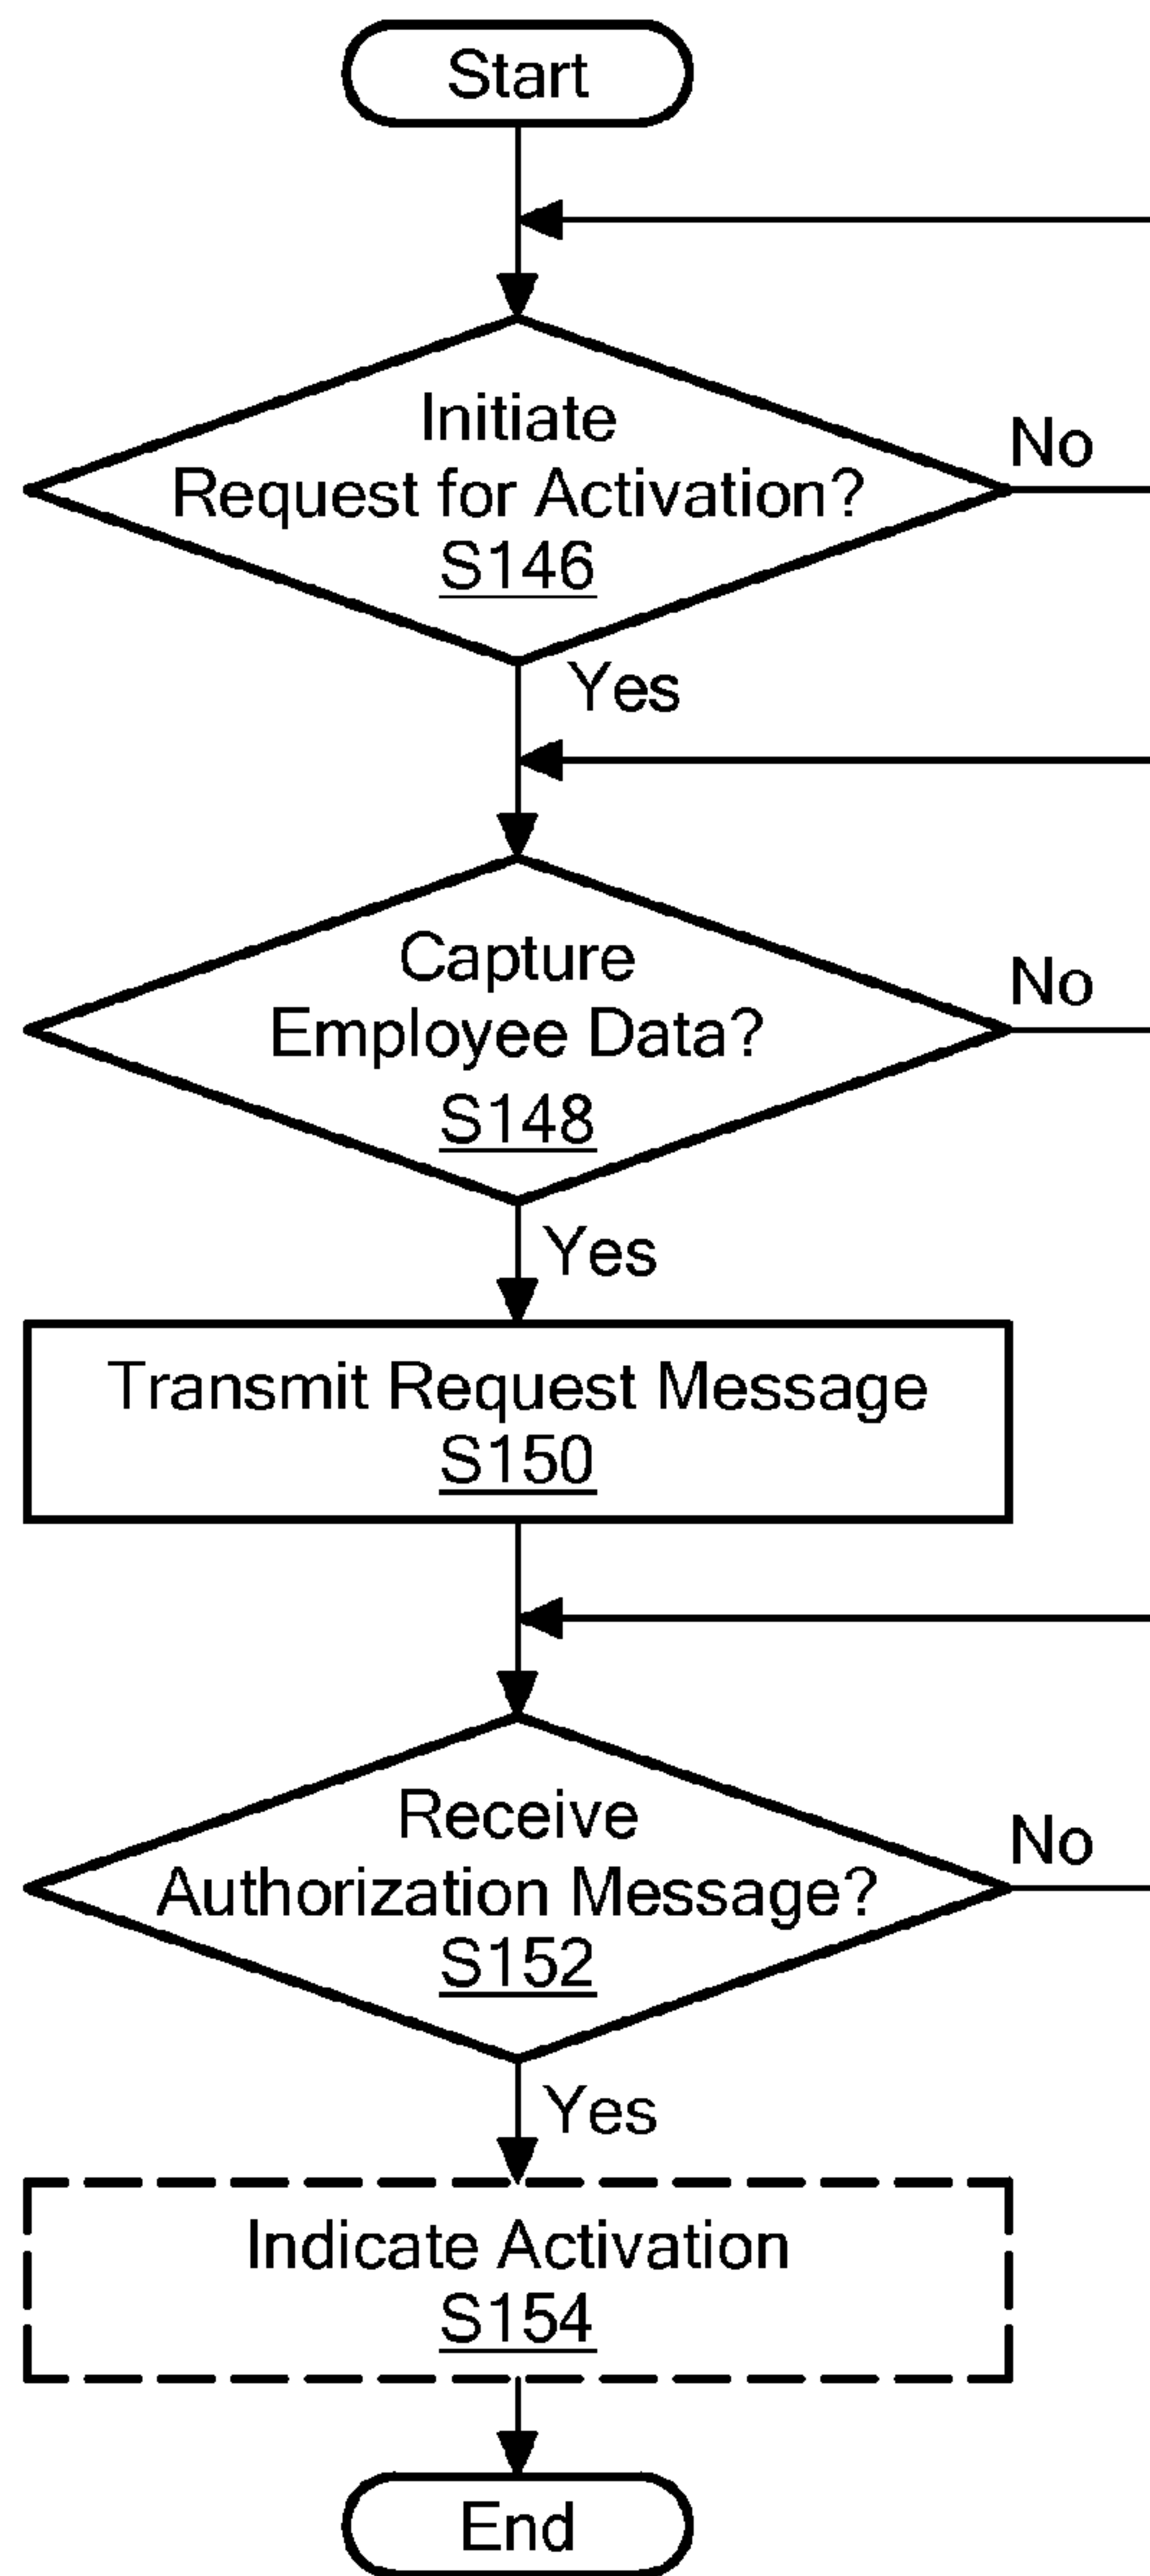 Start
Initiate
Request for Activation?
S146
No
Yes
Capture
Employee Data?
S148
No
Yes
Transmit Request Message
S150
Receive
Authorization Message?
S152
No
Yes
Indicate Activation
S154
End